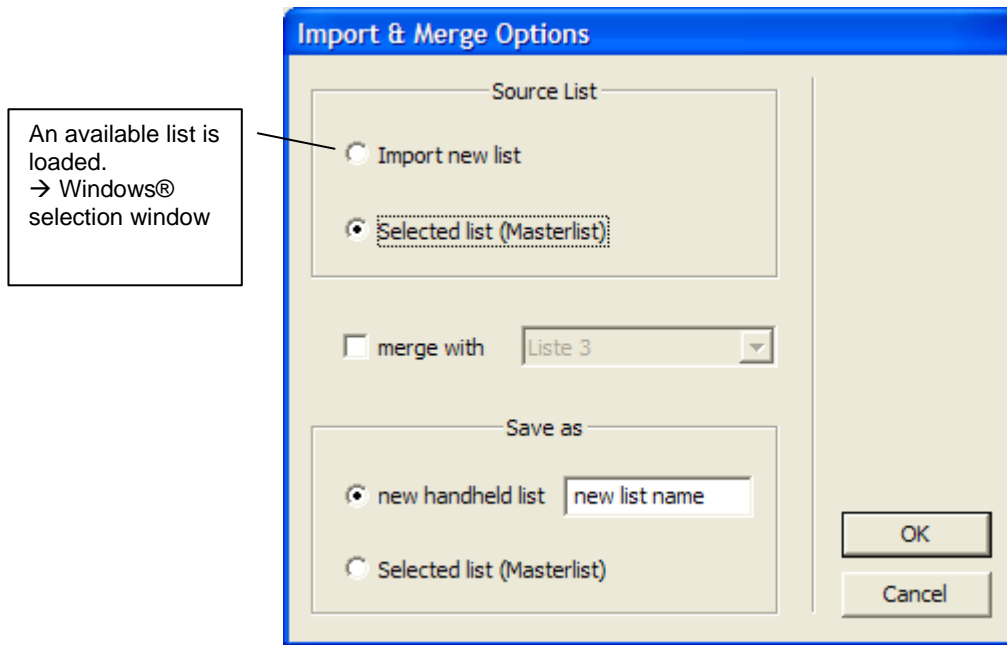 Import & Merge Options
An available list is
loaded.
→ Windows®
selection window
Source List
Import new list
Selected list (Masterlist)
merge with Liste 3
Save as
new handheld list new list name
Selected list (Masterlist)
OK
Cancel